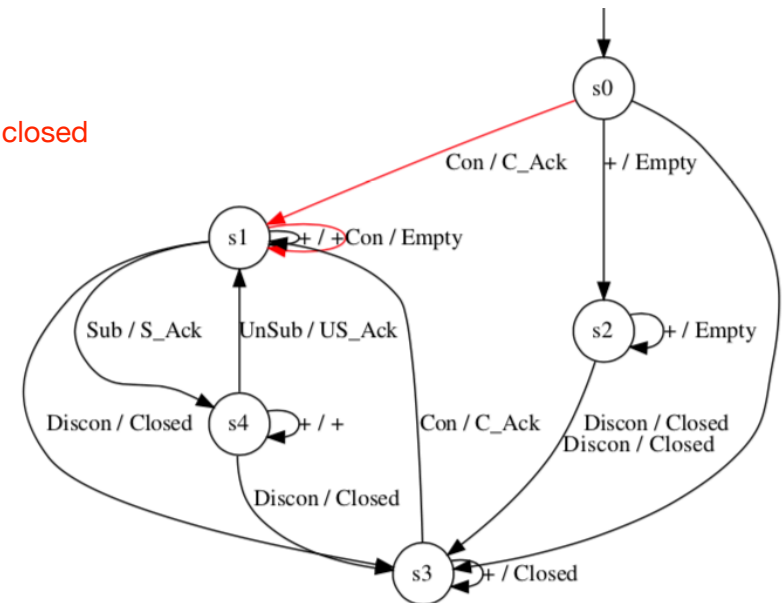 s0
closed
Con / C_Ack
+ / Empty
s1
+ / +
Con / Empty
Sub / S_Ack
UnSub / US_Ack
s2
+ / Empty
Discon / Closed
s4
+ / +
Con / C_Ack
Discon / Closed
Discon / Closed
Discon / Closed
s3
+ / Closed